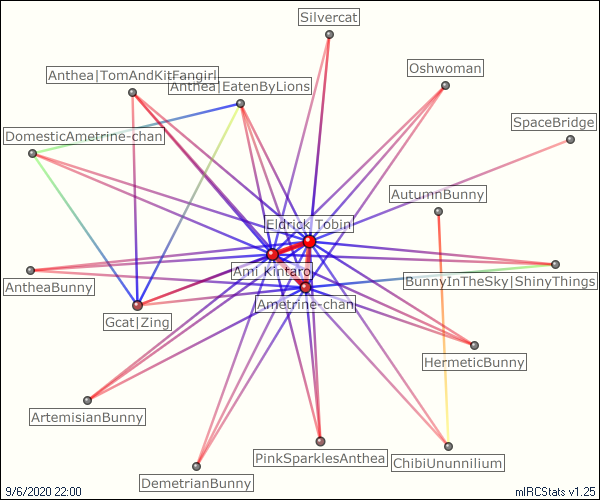 Silvercat
Oshwoman
Anthea|TomAndKitFangirl
Anthea|EatenByLions
SpaceBridge
DomesticAmetrine-chan
AutumnBunny
Eldrick Tobin
Ami Kintaro
AntheaBunny
BunnyInTheSky|ShinyThings
Ametrine-chan
Gcat|Zing
HermeticBunny
ArtemisianBunny
PinkSparklesAnthea
ChibiUnunnilium
DemetrianBunny
9/6/2020 22:00
mIRCStats v1.25